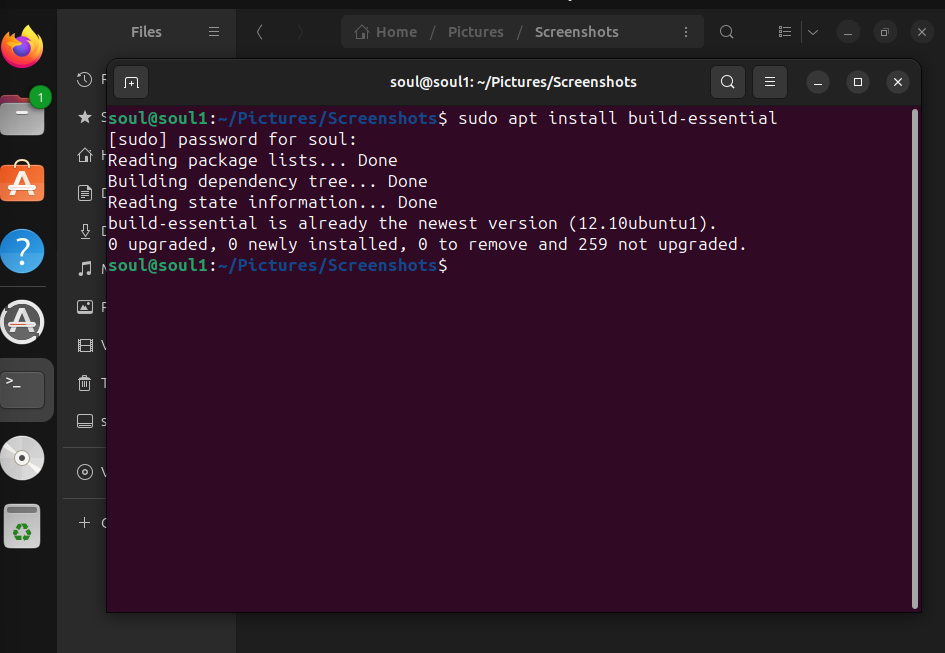 Files
Home / Pictures / Screenshots
1
soul@soul1: ~/Pictures/Screenshots
soul@soul1:~/Pictures/Screenshots$ sudo apt install build-essential
[sudo] password for soul:
Reading package lists... Done
Building dependency tree... Done
Reading state information... Done
build-essential is already the newest version (12.10ubuntu1).
0 upgraded, 0 newly installed, 0 to remove and 259 not upgraded.
soul@soul1:~/Pictures/Screenshots$
?
>_